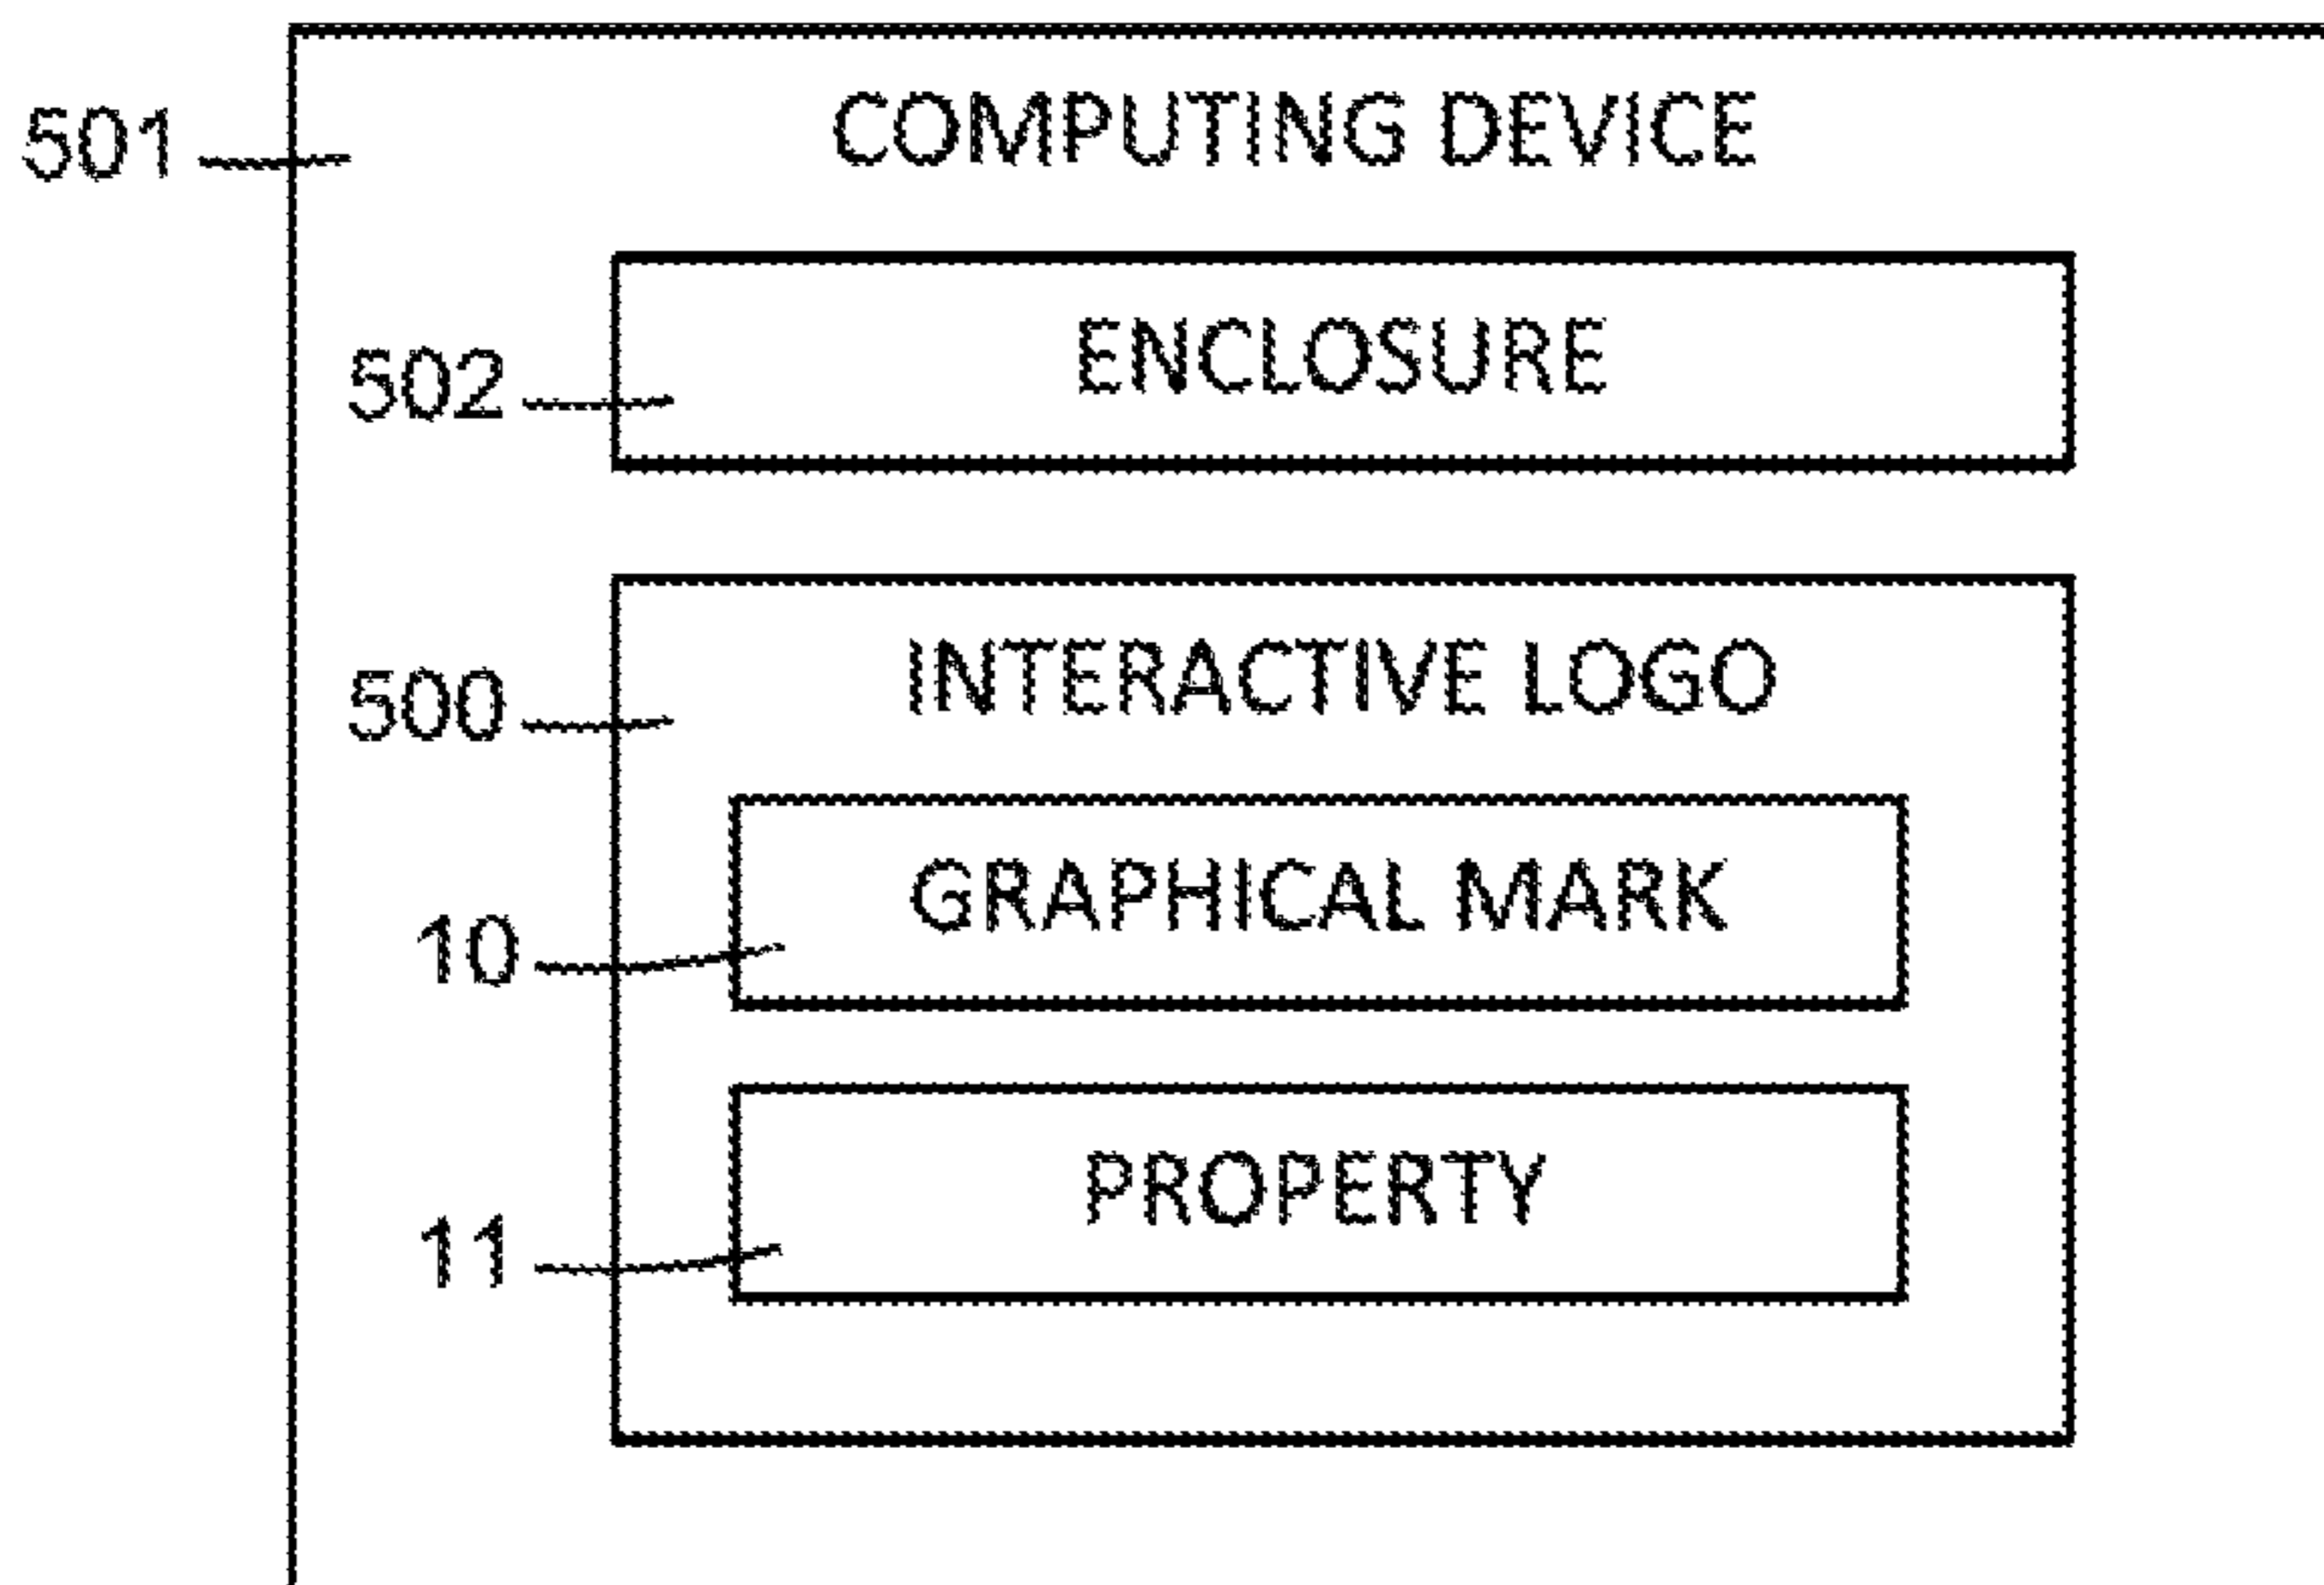 COMPUTING DEVICE
501
ENCLOSURE
502
INTERACTIVE LOGO
500
GRAPHICAL MARK
10
PROPERTY
11